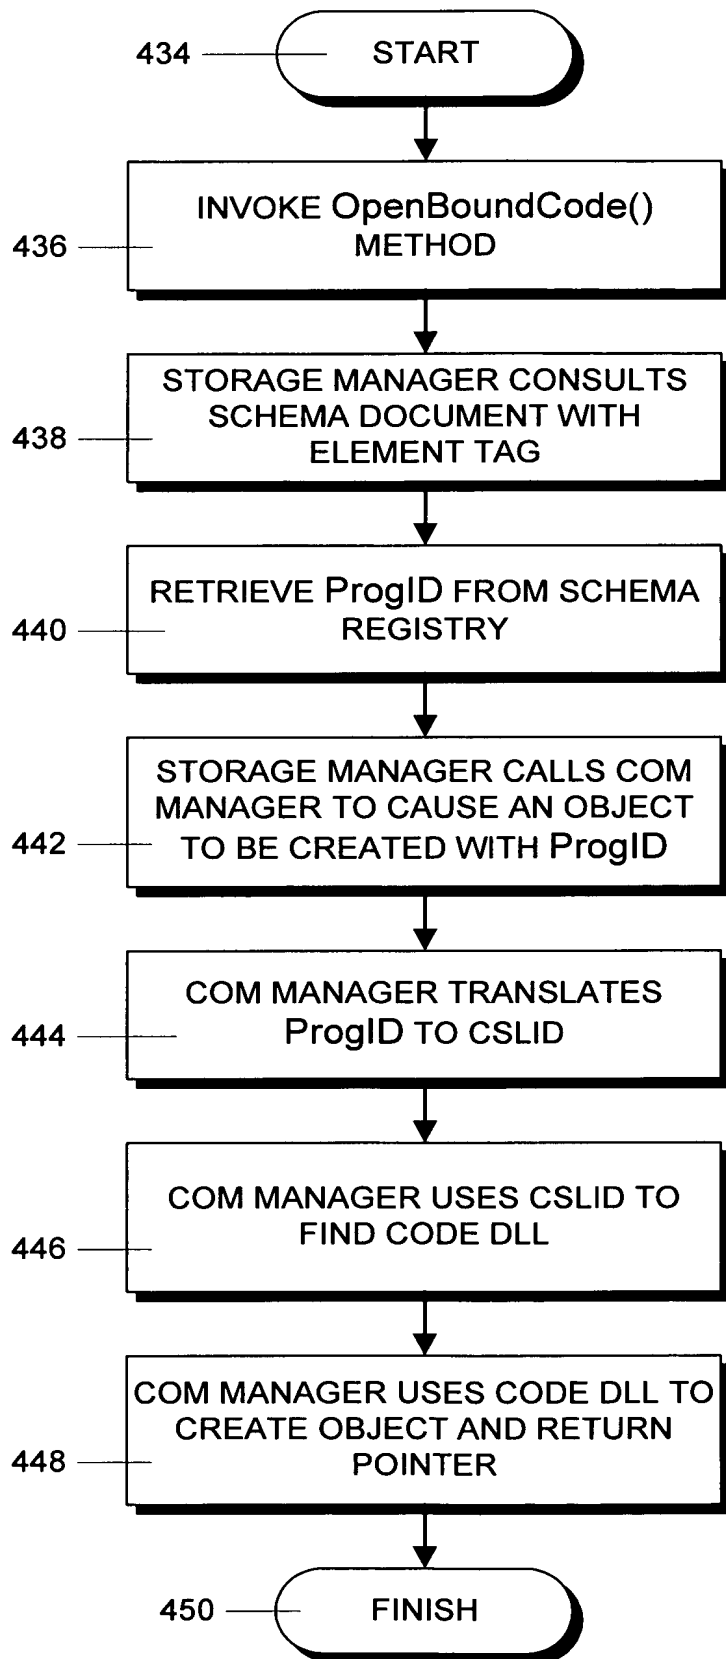 434
START
436
INVOKE OpenBoundCode()
METHOD
438
STORAGE MANAGER CONSULTS
SCHEMA DOCUMENT WITH
ELEMENT TAG
440
RETRIEVE ProgID FROM SCHEMA
REGISTRY
442
STORAGE MANAGER CALLS COM
MANAGER TO CAUSE AN OBJECT
TO BE CREATED WITH ProgID
444
COM MANAGER TRANSLATES
ProgID TO CSLID
446
COM MANAGER USES CSLID TO
FIND CODE DLL
448
COM MANAGER USES CODE DLL TO
CREATE OBJECT AND RETURN
POINTER
450
FINISH